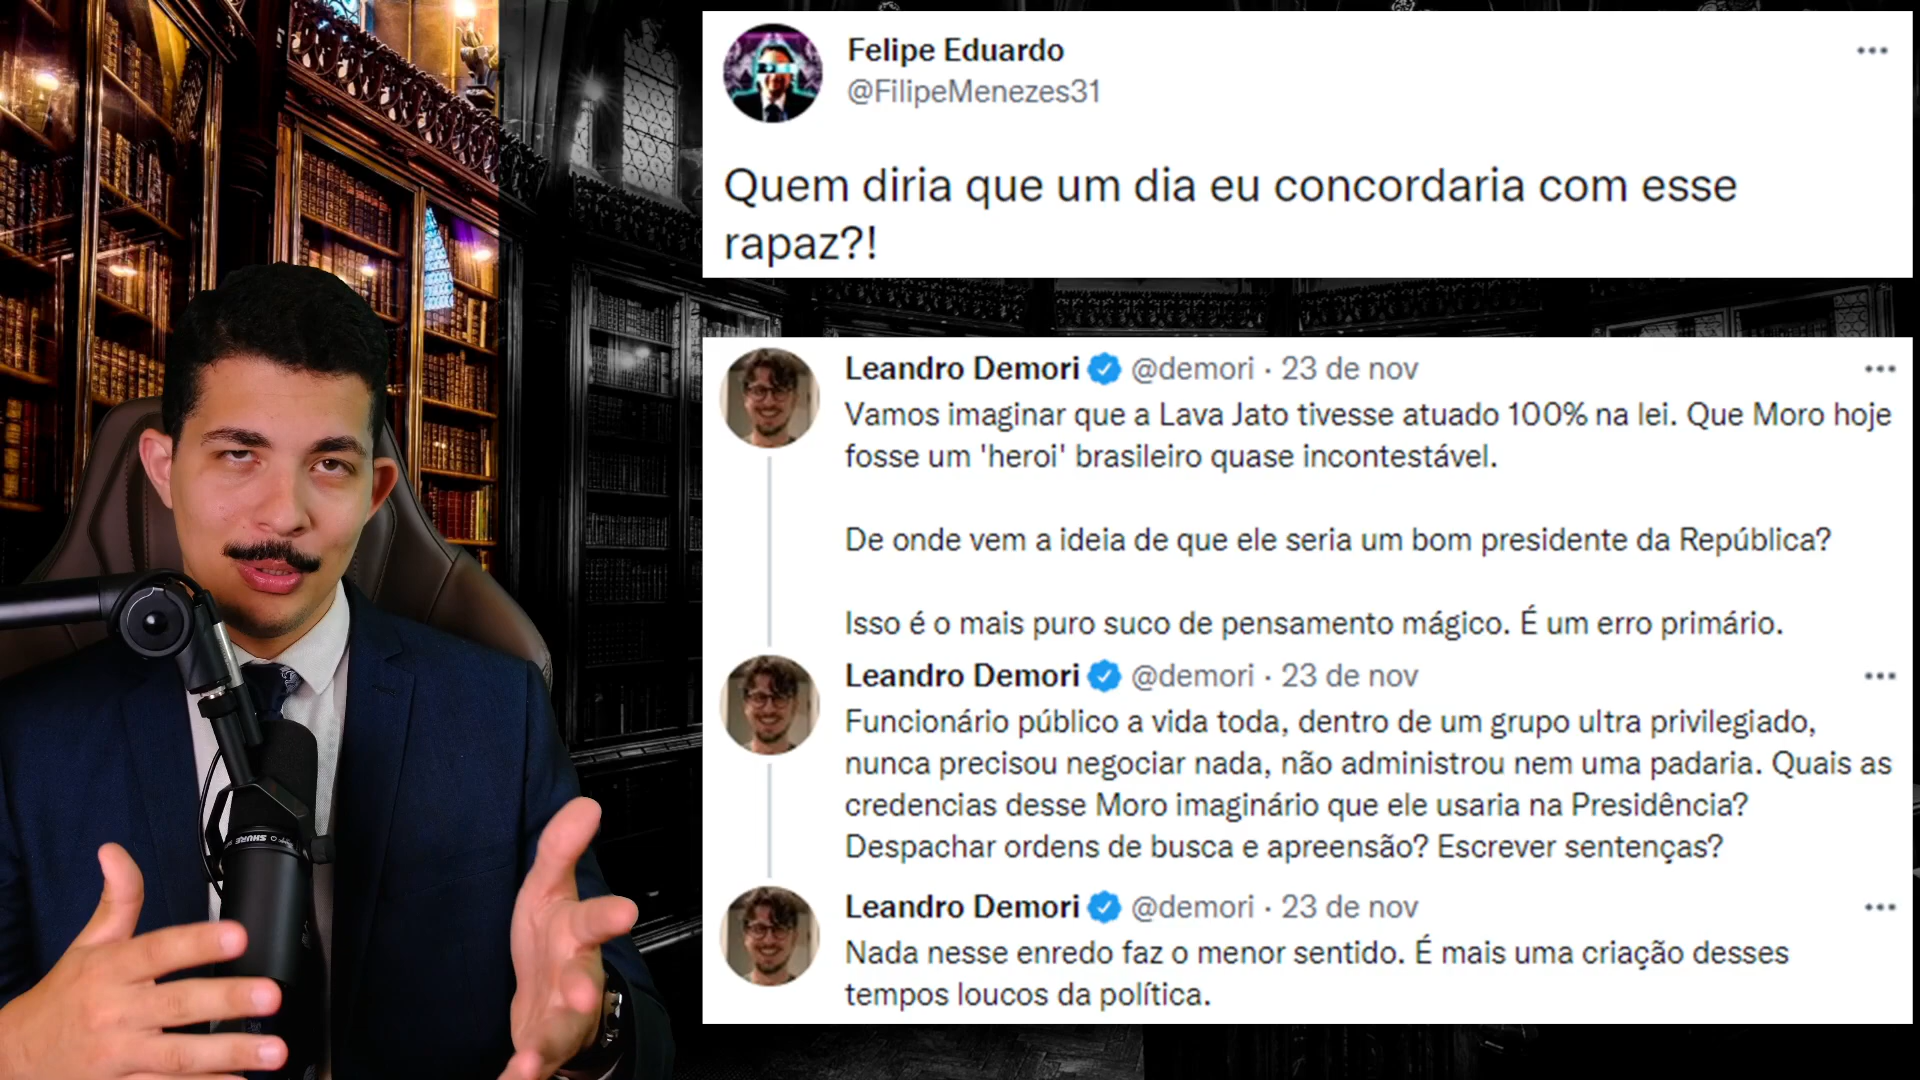 Felipe Eduardo
@FilipeMenezes31
Quem diria que um dia eu concordaria com esse
rapaz?!
Leandro Demori @demori · 23 de nov
Vamos imaginar que a Lava Jato tivesse atuado 100% na lei. Que Moro hoje
fosse um 'heroi' brasileiro quase incontestável.
De onde vem a ideia de que ele seria um bom presidente da República?
Isso é o mais puro suco de pensamento mágico. É um erro primário.
Leandro Demori @demori · 23 de nov
Funcionário público a vida toda, dentro de um grupo ultra privilegiado,
nunca precisou negociar nada, não administrou nem uma padaria. Quais as
credencias desse Moro imaginário que ele usaria na Presidência?
Despachar ordens de busca e apreensão? Escrever sentenças?
Leandro Demori @demori · 23 de nov
Nada nesse enredo faz o menor sentido. É mais uma criação desses
tempos loucos da política.
SHURE